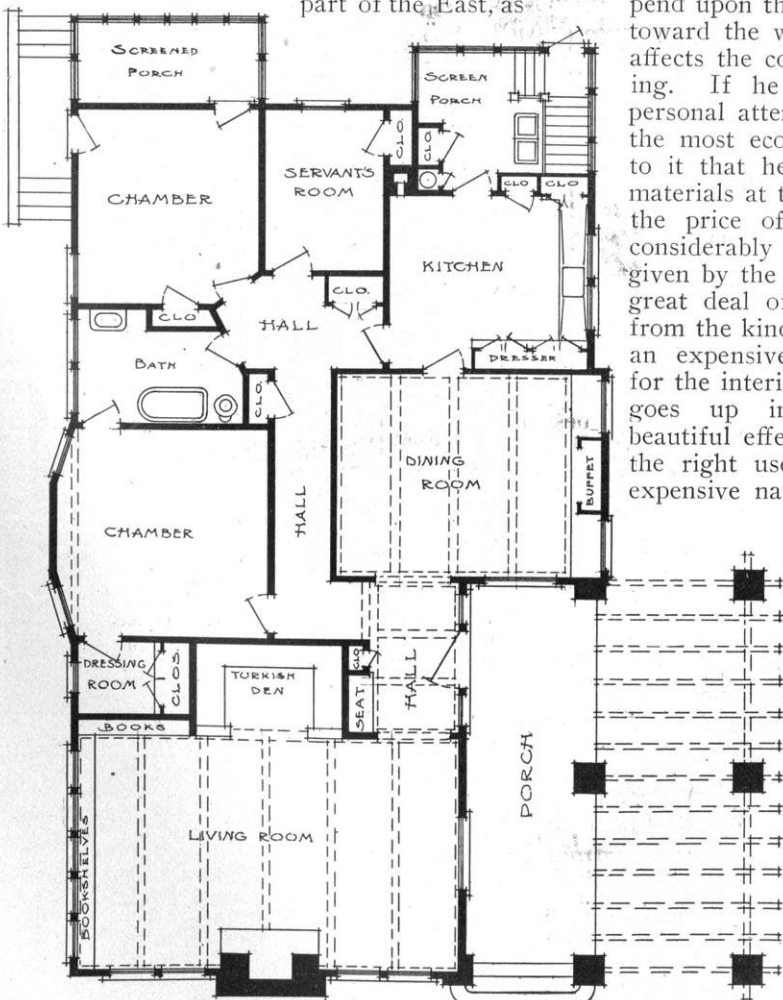 part of the East, as
pend upon th
toward the w
affects the co
ing. If he
personal atten
the most eco
to it that he
materials at t
the price of
considerably
given by the
great deal o
from the kind
an expensive
for the interi
goes up in
beautiful effe
the right use
expensive na
SCREENED
PORCH
SCREEN
PORCH
CLO.
CLO.
CHAMBER
SERVANT'S
ROOM
CLO
CLO
KITCHEN
CLO.
CLO
HALL
DRESSER
BATH
CLO.
DINING
ROOM
BUFFET
HALL
CHAMBER
DRESSING
ROOM
CLOS.
TURKISH
DEN
CLO
SEAT
HALL
BOOKS
PORCH
LIVING ROOM
BOOKSHELVES